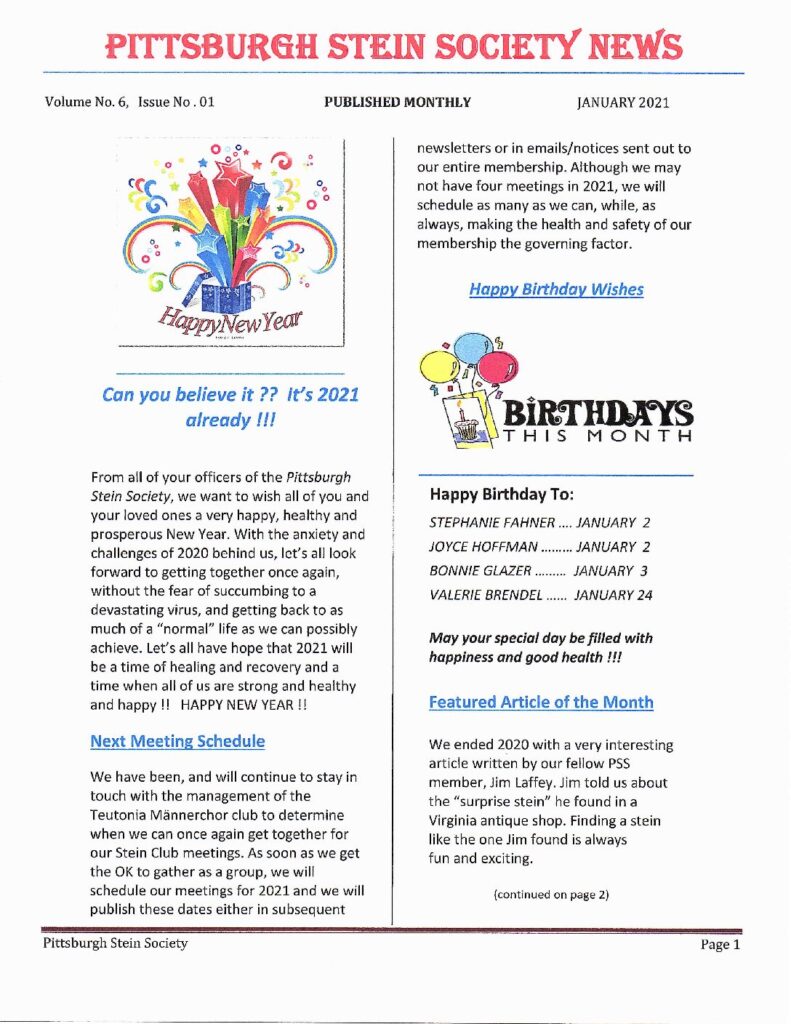 PITTSBURGH STEIN SOCIETY NEWS
Volume No. 6, Issue No . 01 PUBLISHED MONTHLY JANUARY 2021
Happy New Year
Can you believe it ?? It's 2021
already !!!
From all of your officers of the Pittsburgh
Stein Society, we want to wish all of you and
your loved ones a very happy, healthy and
prosperous New Year. With the anxiety and
challenges of 2020 behind us, let's all look
forward to getting together once again,
without the fear of succumbing to a
devastating virus, and getting back to as
much of a "normal" life as we can possibly
achieve. Let's all have hope that 2021 will
be a time of healing and recovery and a
time when all of us are strong and healthy
and happy !! HAPPY NEW YEAR !!
Next Meeting Schedule
We have been, and will continue to stay in
touch with the management of the
Teutonia Männerchor club to determine
when we can once again get together for
our Stein Club meetings. As soon as we get
the OK to gather as a group, we will
schedule our meetings for 2021 and we will
publish these dates either in subsequent
newsletters or in emails/notices sent out to
our entire membership. Although we may
not have four meetings in 2021, we will
schedule as many as we can, while, as
always, making the health and safety of our
membership the governing factor.
Happy Birthday Wishes
BIRTHDAYS
THIS MONTH
Happy Birthday To:
STEPHANIE FAHNER .... JANUARY 2
JOYCE HOFFMAN ......... JANUARY 2
BONNIE GLAZER ......... JANUARY 3
VALERIE BRENDEL ...... JANUARY 24
May your special day be filled with
happiness and good health !!!
Featured Article of the Month
We ended 2020 with a very interesting
article written by our fellow PSS
member, Jim Laffey. Jim told us about
the "surprise stein" he found in a
Virginia antique shop. Finding a stein
like the one Jim found is always
fun and exciting.
(continued on page 2)
Pittsburgh Stein Society Page 1